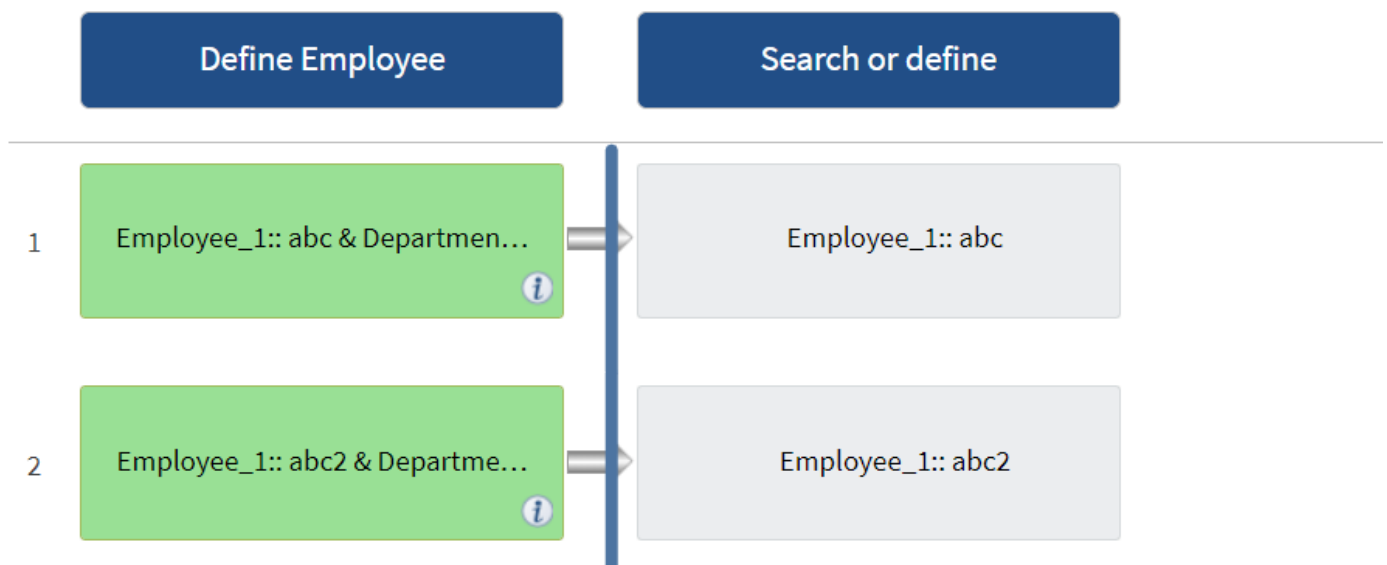 Define Employee
Search or define
1
Employee_1:: abc & Departmen...
Employee_1:: abc
i
2
Employee_1:: abc2 & Departme...
Employee_1:: abc2
i